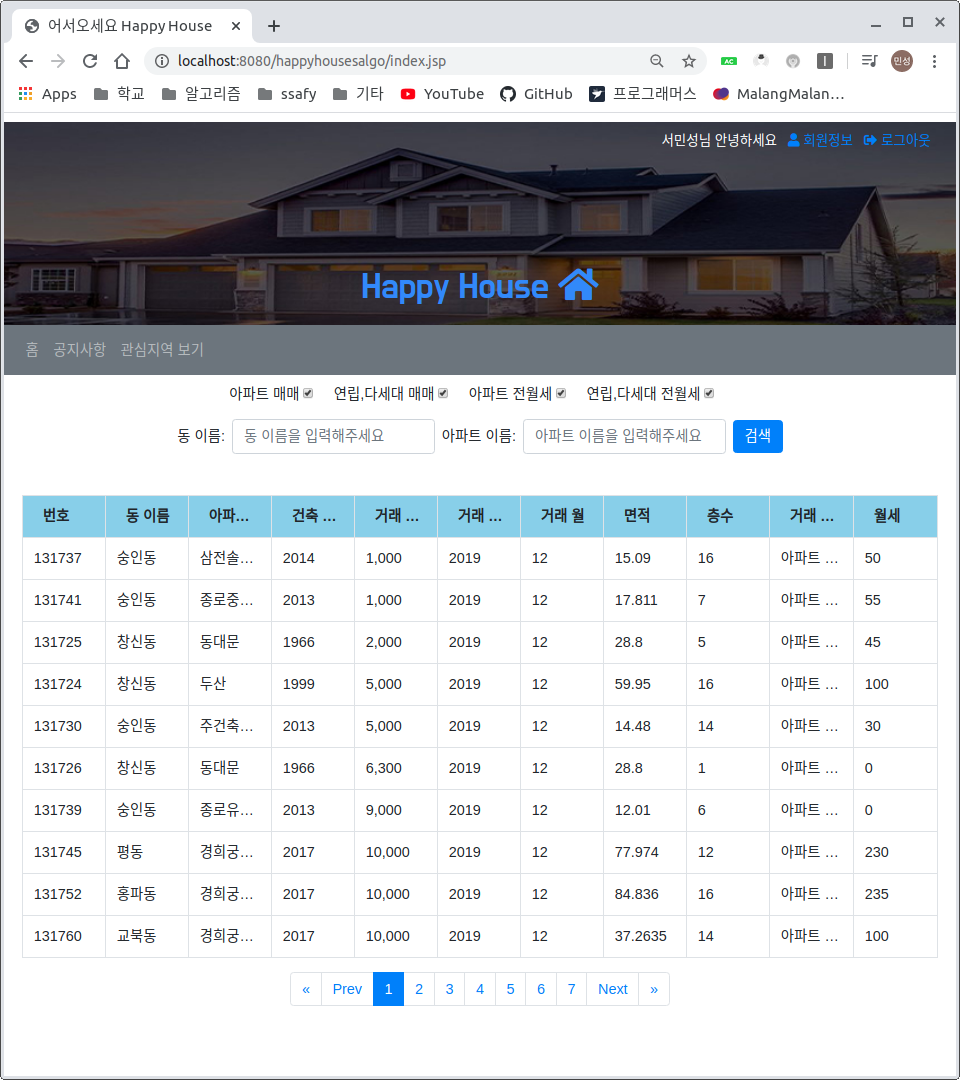 어서오세요 Happy House
localhost:8080/happyhousesalgo/index.jsp
AC
I
민성
Apps 학교 알고리즘 ssafy 기타 YouTube GitHub 프로그래머스 MalangMalan…
서민성님 안녕하세요 회원정보 로그아웃
Happy House
홈 공지사항 관심지역 보기
아파트 매매 연립,다세대 매매 아파트 전월세 연립,다세대 전월세
동 이름: 동 이름을 입력해주세요 아파트 이름: 아파트 이름을 입력해주세요 검색
번호 동 이름 아파… 건축 … 거래 … 거래 … 거래 월 면적 층수 거래 … 월세
131737 숭인동 삼전솔… 2014 1,000 2019 12 15.09 16 아파트 … 50
131741 숭인동 종로중… 2013 1,000 2019 12 17.811 7 아파트 … 55
131725 창신동 동대문 1966 2,000 2019 12 28.8 5 아파트 … 45
131724 창신동 두산 1999 5,000 2019 12 59.95 16 아파트 … 100
131730 숭인동 주건축… 2013 5,000 2019 12 14.48 14 아파트 … 30
131726 창신동 동대문 1966 6,300 2019 12 28.8 1 아파트 … 0
131739 숭인동 종로유… 2013 9,000 2019 12 12.01 6 아파트 … 0
131745 평동 경희궁… 2017 10,000 2019 12 77.974 12 아파트 … 230
131752 홍파동 경희궁… 2017 10,000 2019 12 84.836 16 아파트 … 235
131760 교북동 경희궁… 2017 10,000 2019 12 37.2635 14 아파트 … 100
« Prev 1 2 3 4 5 6 7 Next »